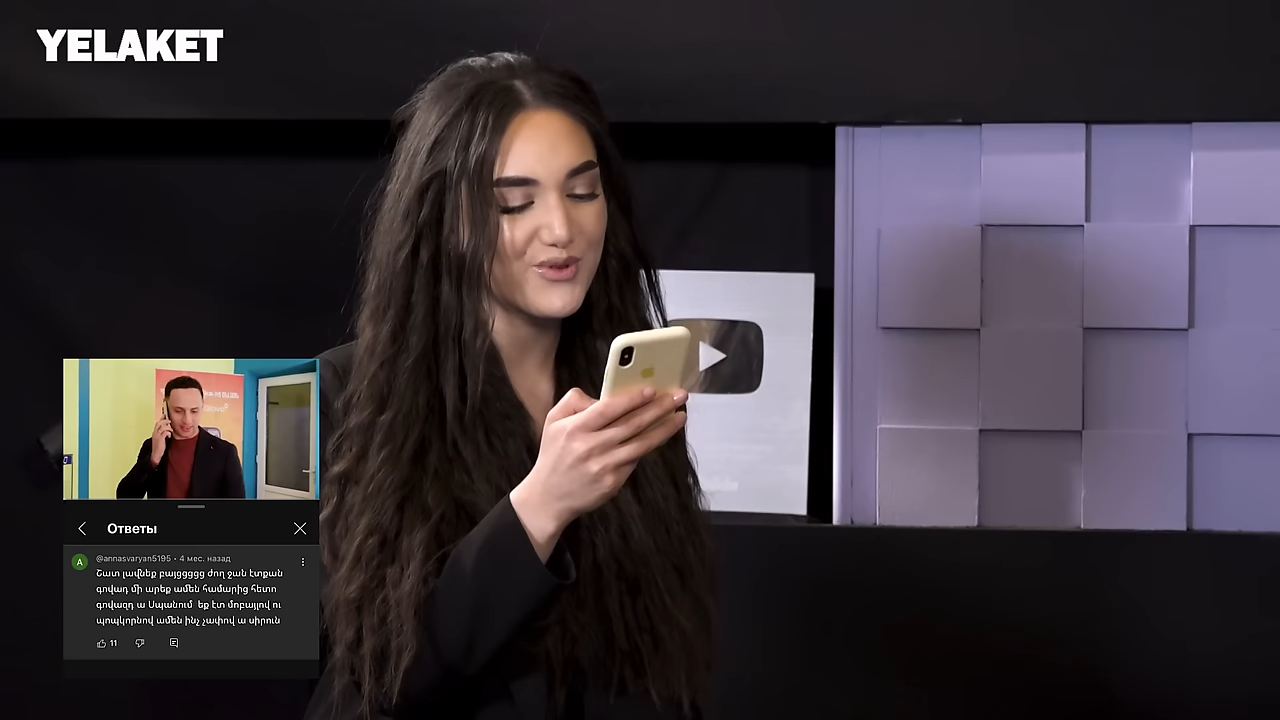 YELAKET
Ответы
A
@annasvaryan5195 • 4 мес. назад
Շատ լավնեք բայցցցցց ժող ջան էտքան
գովադ մի արեք ամեն համարից հետո
գովազդ ա Սպանում եք էտ մոբայլով ու
պոպկորնով ամեն ինչ չափով ա սիրուն
11